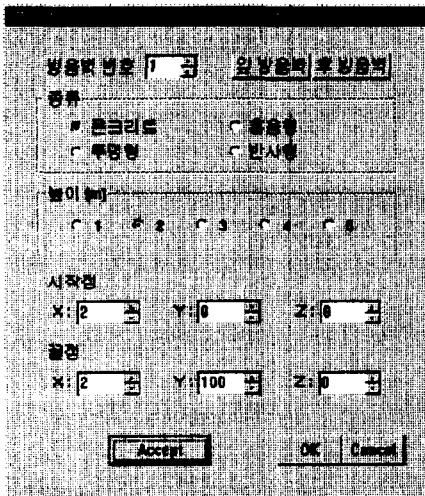 방음벽 번호 1 앞 방음벽 후 방음벽
종류
콘크리트 흡음형
투명형 반사형
높이 [m]
1 2 3 4 5
시작점
X: 2 Y: 0 Z: 0
끝점
X: 2 Y: 100 Z: 0
Accept OK Cancel